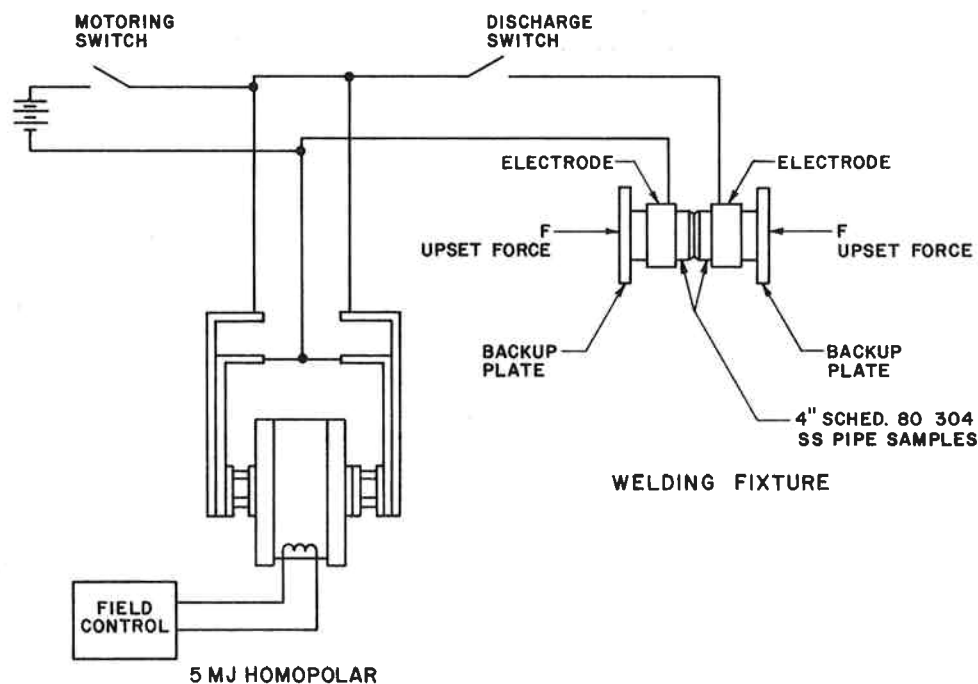 MOTORING
SWITCH
DISCHARGE
SWITCH
ELECTRODE
ELECTRODE
F
UPSET FORCE
F
UPSET FORCE
BACKUP
PLATE
BACKUP
PLATE
4" SCHED. 80 304
SS PIPE SAMPLES
WELDING FIXTURE
FIELD
CONTROL
5 MJ HOMOPOLAR